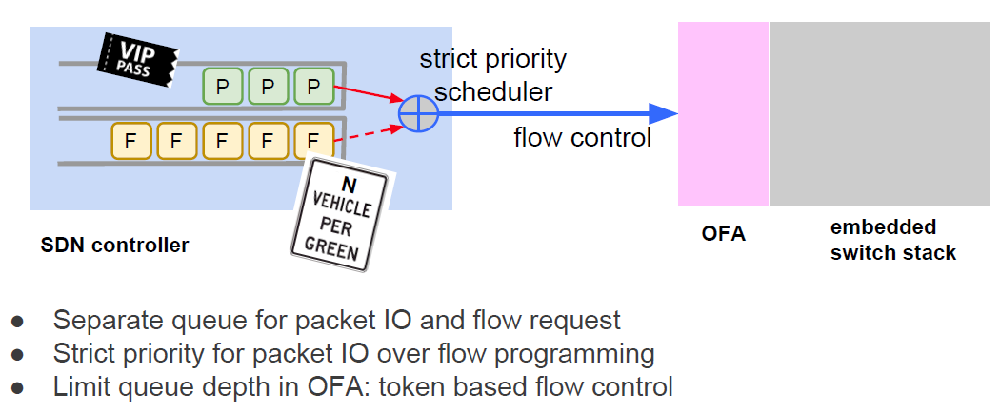 VIP
PASS
P P P
F F F F F
N
VEHICLE
PER
GREEN
strict priority
scheduler
flow control
SDN controller
OFA
embedded
switch stack
● Separate queue for packet IO and flow request
● Strict priority for packet IO over flow programming
● Limit queue depth in OFA: token based flow control